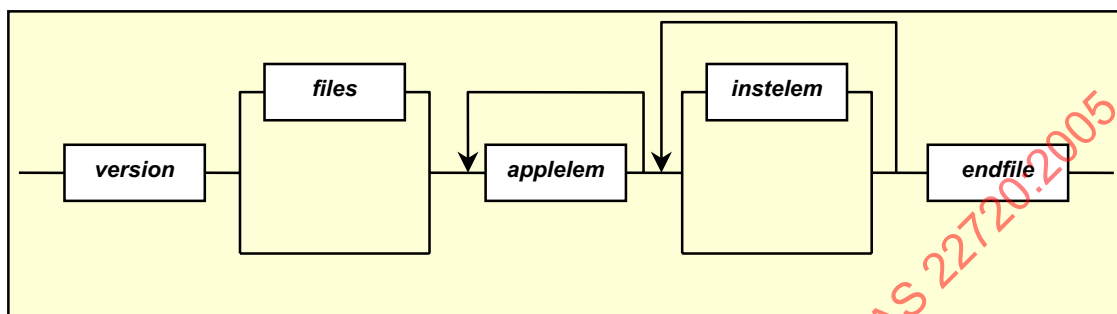 files
instelem
version
applelem
endfile
AS 22720:2005